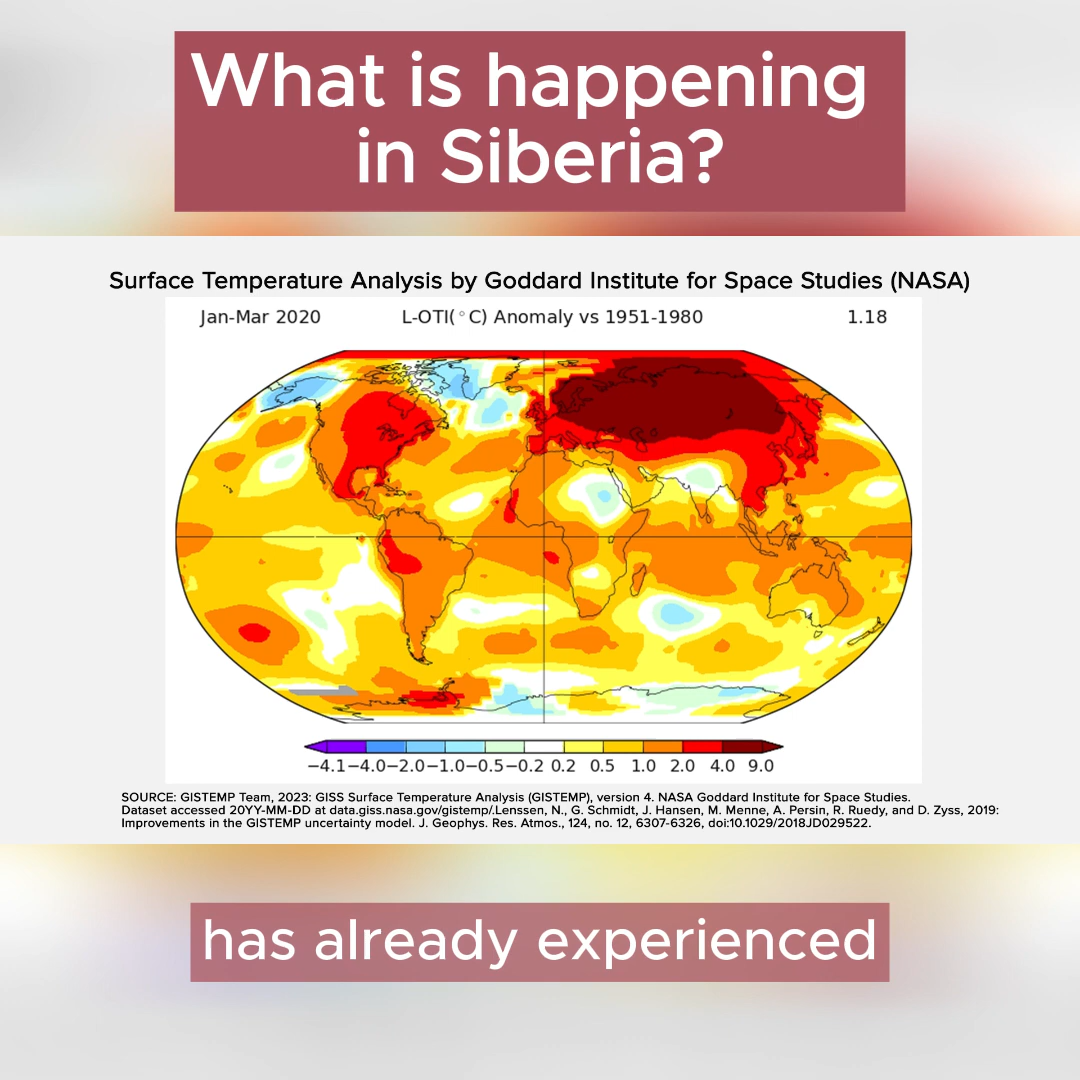 What is happening
in Siberia?
Surface Temperature Analysis by Goddard Institute for Space Studies (NASA)
Jan-Mar 2020 L-OTI(°C) Anomaly vs 1951-1980 1.18
−4.1 −4.0 −2.0 −1.0 −0.5 −0.2 0.2 0.5 1.0 2.0 4.0 9.0
SOURCE: GISTEMP Team, 2023: GISS Surface Temperature Analysis (GISTEMP), version 4. NASA Goddard Institute for Space Studies.
Dataset accessed 20YY-MM-DD at data.giss.nasa.gov/gistemp/.Lenssen, N., G. Schmidt, J. Hansen, M. Menne, A. Persin, R. Ruedy, and D. Zyss, 2019:
Improvements in the GISTEMP uncertainty model. J. Geophys. Res. Atmos., 124, no. 12, 6307-6326, doi:10.1029/2018JD029522.
has already experienced